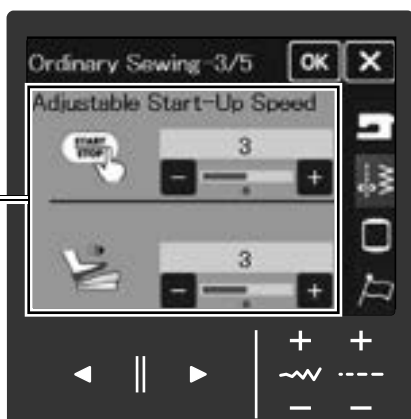 Ordinary Sewing-3/5 OK
Adjustable Start-Up Speed
START
STOP
3
3